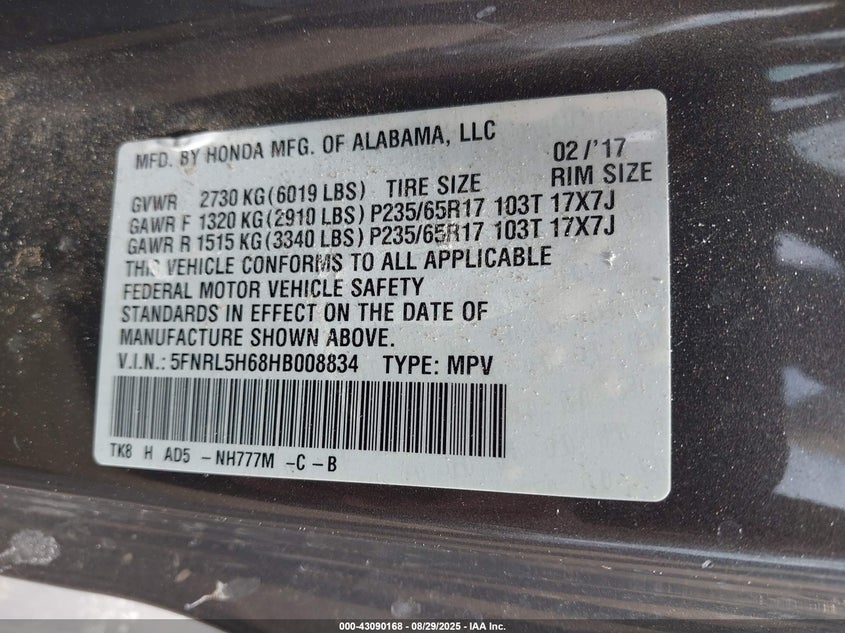 MFD. BY HONDA MFG. OF ALABAMA, LLC 02/'17
GVWR 2730 KG(6019 LBS) TIRE SIZE RIM SIZE
GAWR F 1320 KG(2910 LBS) P235/65R17 103T 17X7J
GAWR R 1515 KG(3340 LBS) P235/65R17 103T 17X7J
THIS VEHICLE CONFORMS TO ALL APPLICABLE
FEDERAL MOTOR VEHICLE SAFETY
STANDARDS IN EFFECT ON THE DATE OF
MANUFACTURE SHOWN ABOVE.
V.I.N.: 5FNRL5H68HB008834 TYPE: MPV
TK8 H AD5 -NH777M -C -B
000-43090168 - 08/29/2025 - IAA Inc.